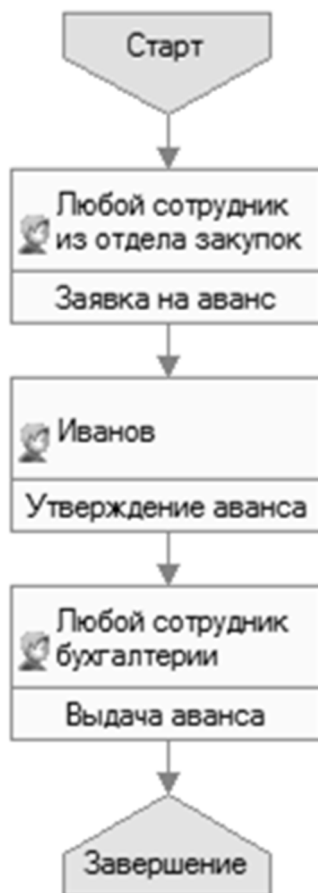 Старт
Любой сотрудник
из отдела закупок
Заявка на аванс
Иванов
Утверждение аванса
Любой сотрудник
бухгалтерии
Выдача аванса
Завершение